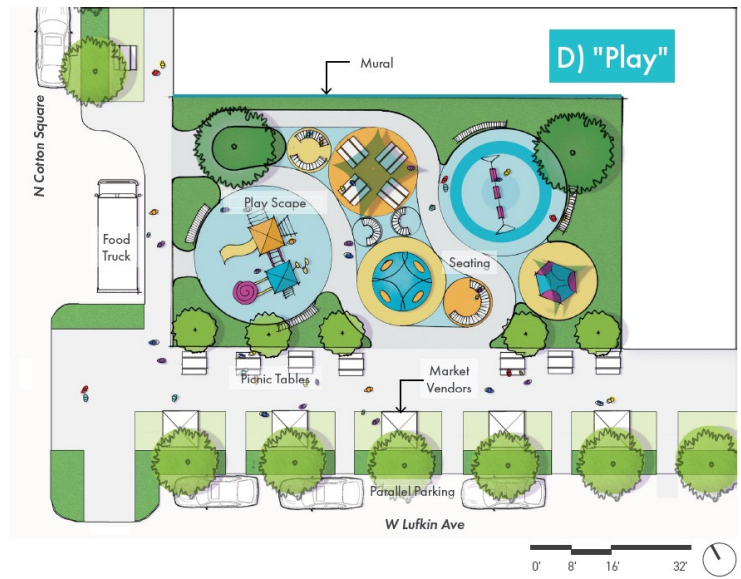 D) "Play"
Mural
N Cotton Square
Play Scape
Food
Truck
Seating
Picnic Tables
Market
Vendors
Parallel Parking
W Lufkin Ave
0' 8' 16' 32'